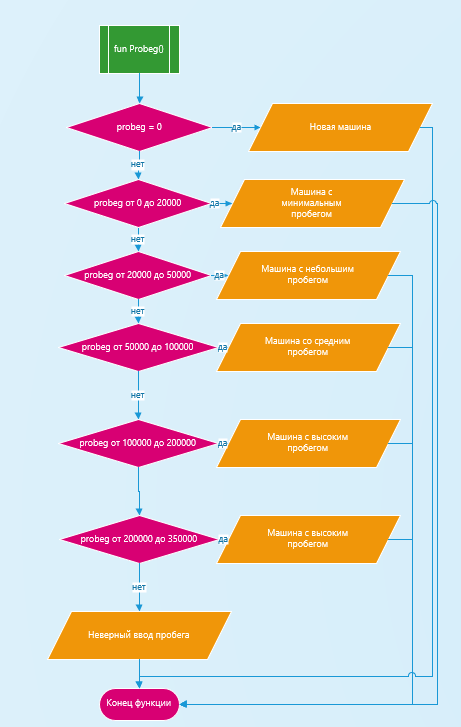 fun Probeg()
probeg = 0
да
Новая машина
нет
probeg от 0 до 20000
да
Машина с
минимальным
пробегом
нет
probeg от 20000 до 50000
да
Машина с небольшим
пробегом
нет
probeg от 50000 до 100000
да
Машина со средним
пробегом
нет
probeg от 100000 до 200000
да
Машина с высоким
пробегом
probeg от 200000 до 350000
да
Машина с высоким
пробегом
нет
Неверный ввод пробега
Конец функции